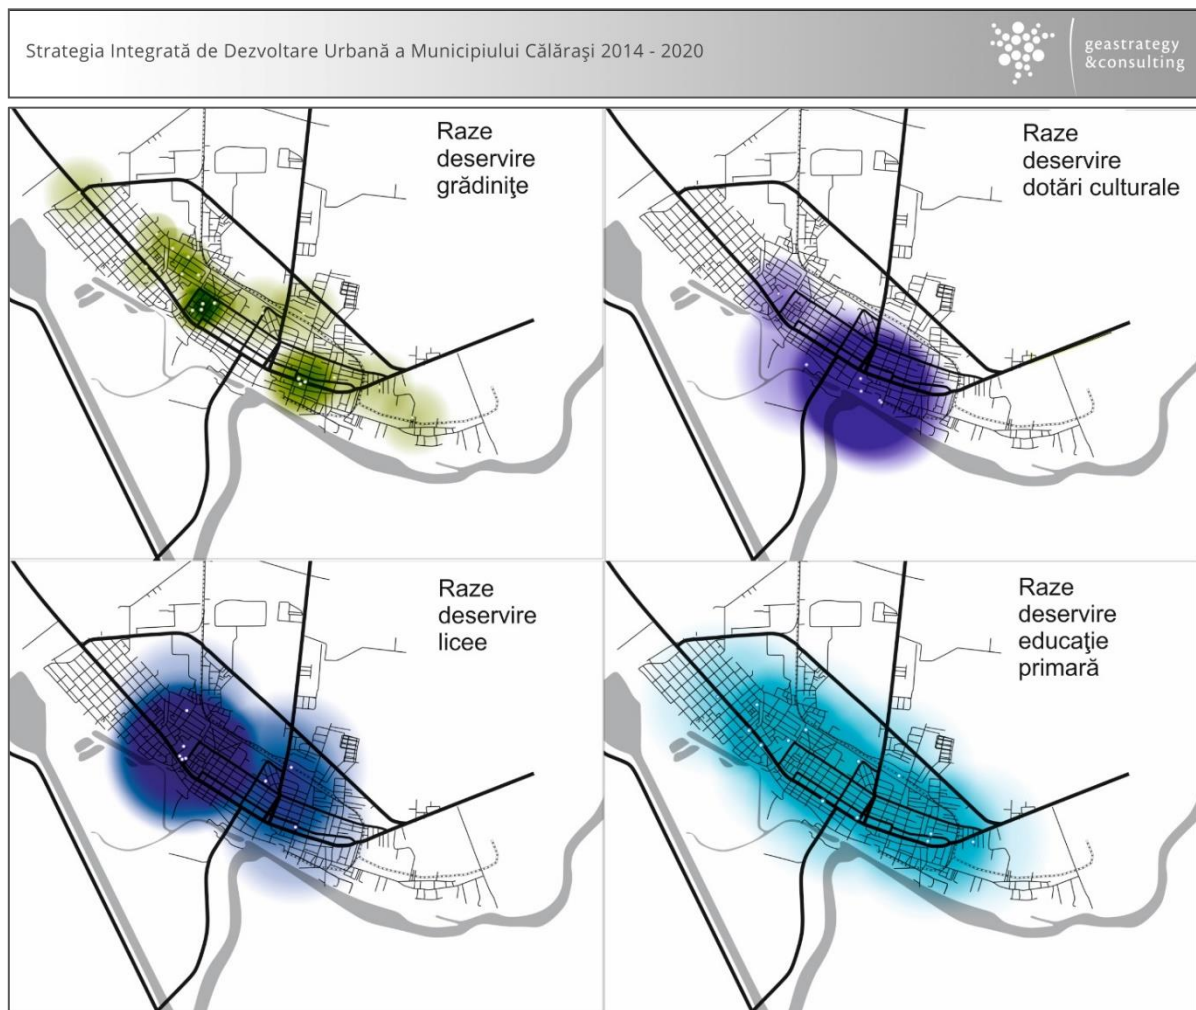 Strategia Integrată de Dezvoltare Urbană a Municipiului Călărași 2014 - 2020
geastrategy
&consulting
Raze
deservire
grădiniţe
Raze
deservire
dotări culturale
Raze
deservire
licee
Raze
deservire
educaţie
primară